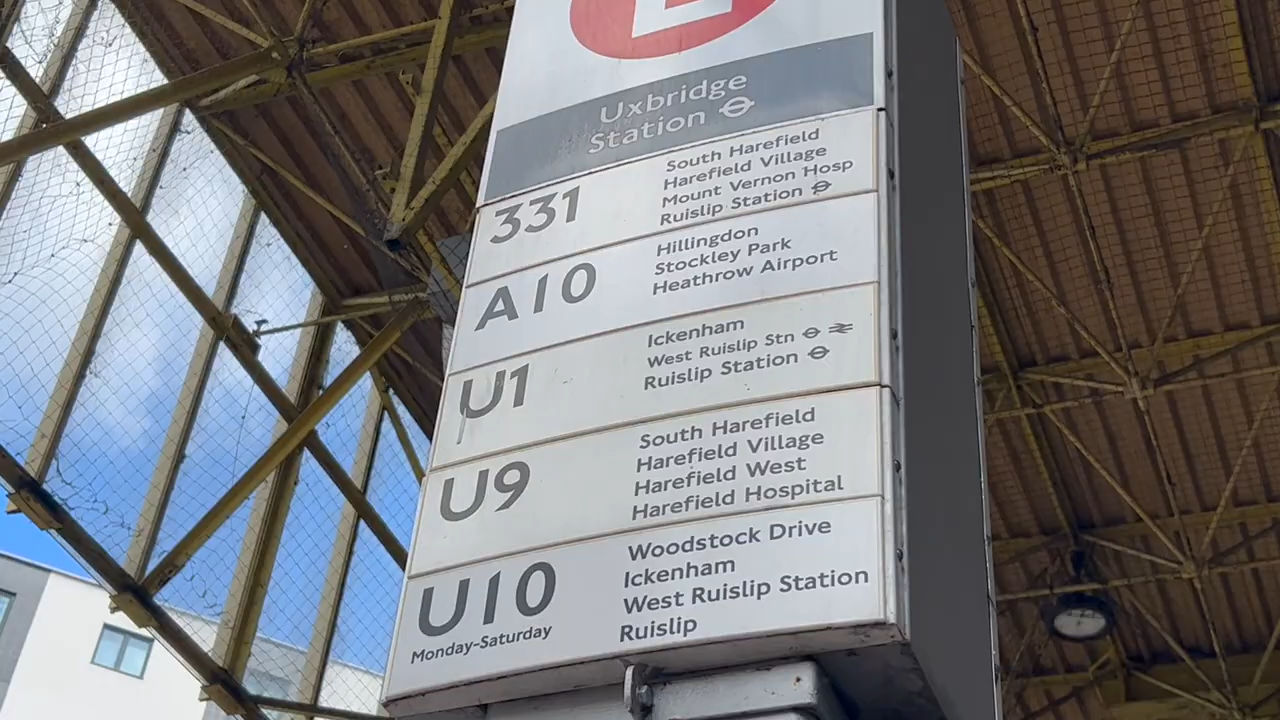 L
Uxbridge
Station
331
South Harefield
Harefield Village
Mount Vernon Hosp
Ruislip Station
A10
Hillingdon
Stockley Park
Heathrow Airport
U1
Ickenham
West Ruislip Stn
Ruislip Station
U9
South Harefield
Harefield Village
Harefield West
Harefield Hospital
U10
Monday-Saturday
Woodstock Drive
Ickenham
West Ruislip Station
Ruislip